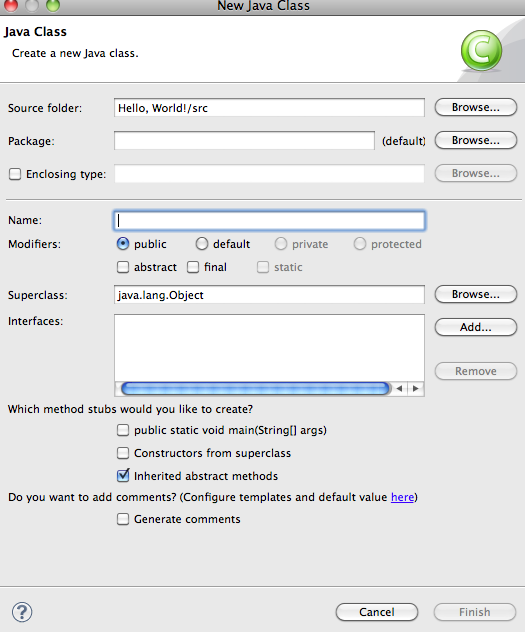 New Java Class
Java Class
Create a new Java class.
C
Source folder: Hello, World!/src Browse...
Package: (default) Browse...
Enclosing type: Browse...
Name:
Modifiers: public default private protected
abstract final static
Superclass: java.lang.Object Browse...
Interfaces: Add...
Remove
Which method stubs would you like to create?
public static void main(String[] args)
Constructors from superclass
Inherited abstract methods
Do you want to add comments? (Configure templates and default value here)
Generate comments
? Cancel Finish